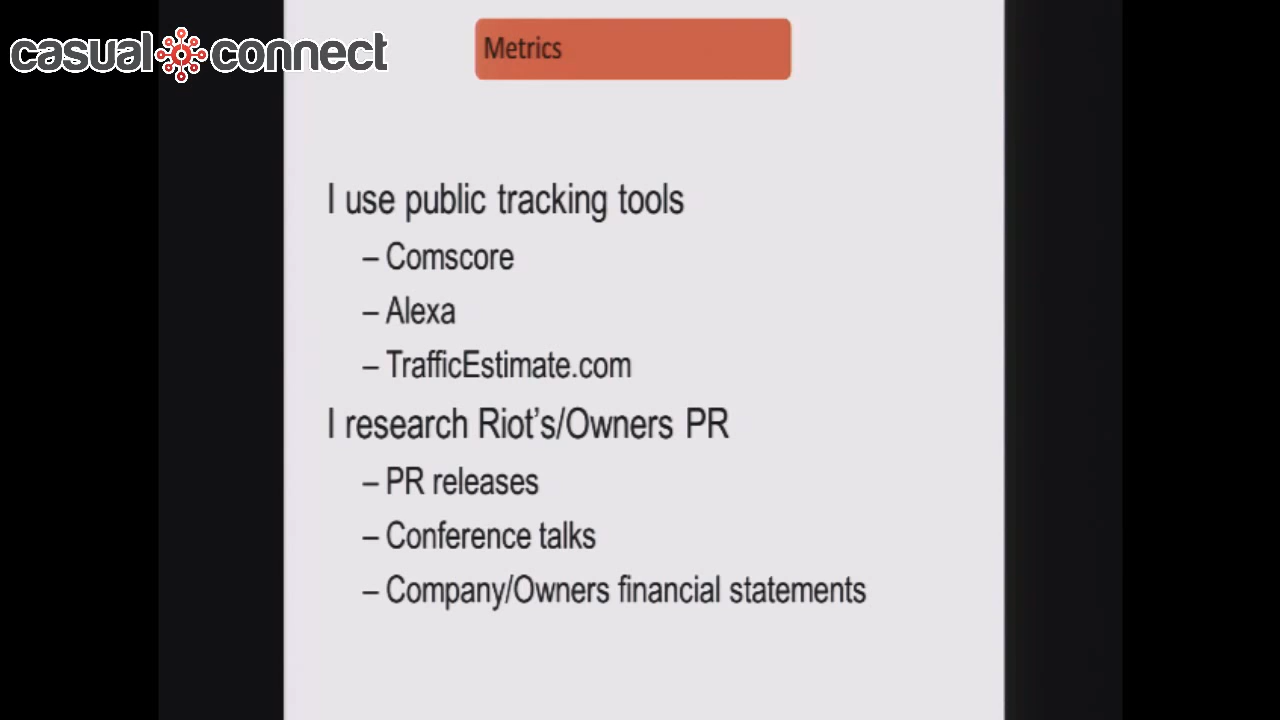 casual connect
Metrics
I use public tracking tools
– Comscore
– Alexa
– TrafficEstimate.com
I research Riot's/Owners PR
– PR releases
– Conference talks
– Company/Owners financial statements